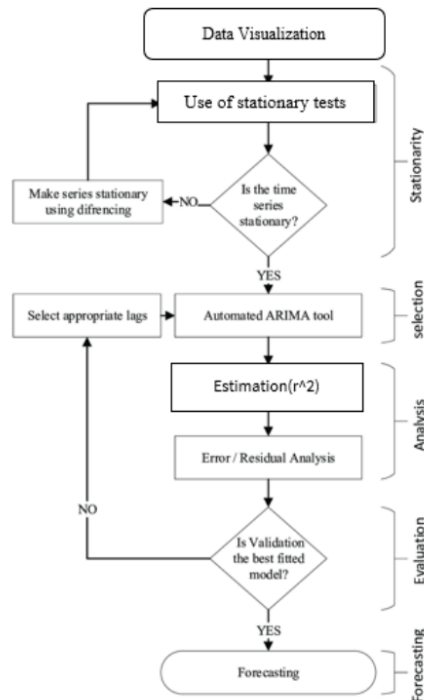 Data Visualization
Use of stationary tests
Make series stationary
using difrencing
NO
Is the time
series
stationary?
Stationarity
YES
Select appropriate lags
Automated ARIMA tool
selection
Estimation(r^2)
Error / Residual Analysis
Analysis
NO
Is Validation
the best fitted
model?
Evaluation
YES
Forecasting
Forecasting